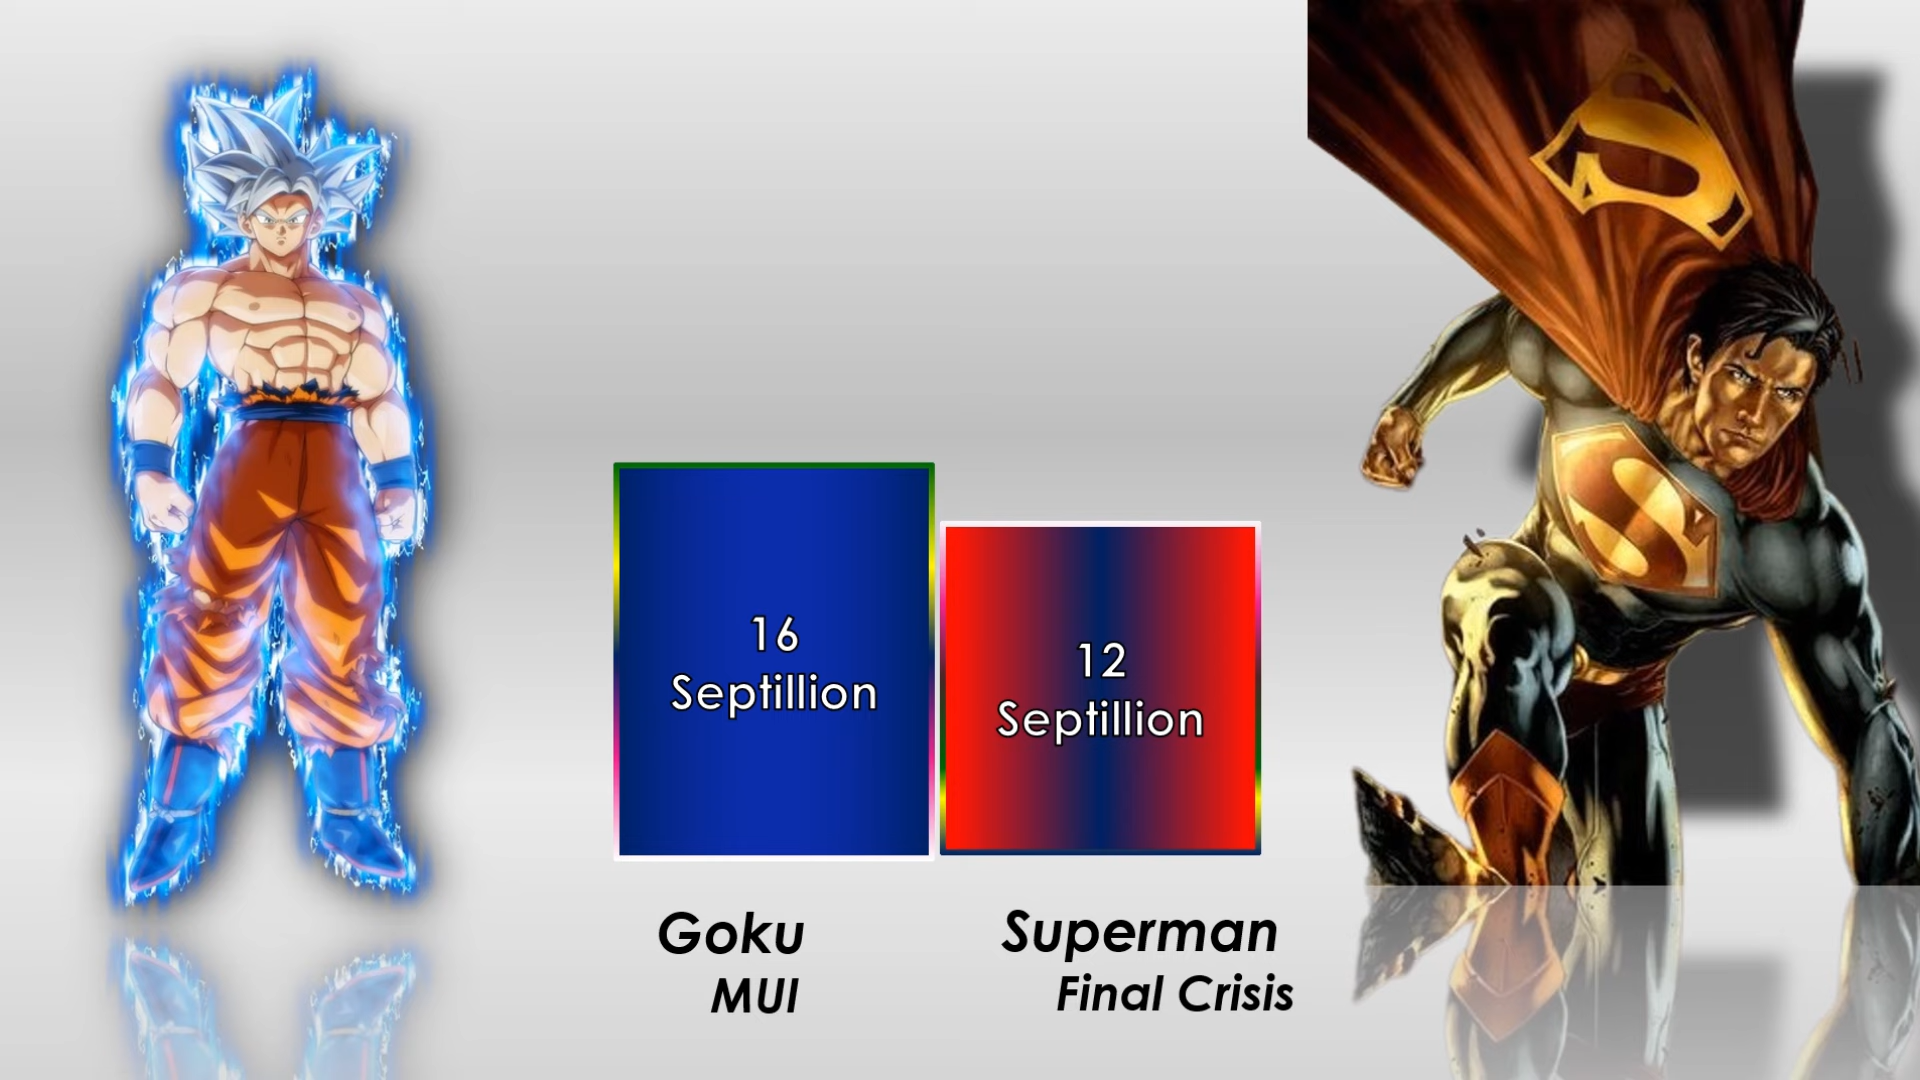 16
Septillion
12
Septillion
Goku
MUI
Superman
Final Crisis
S
S